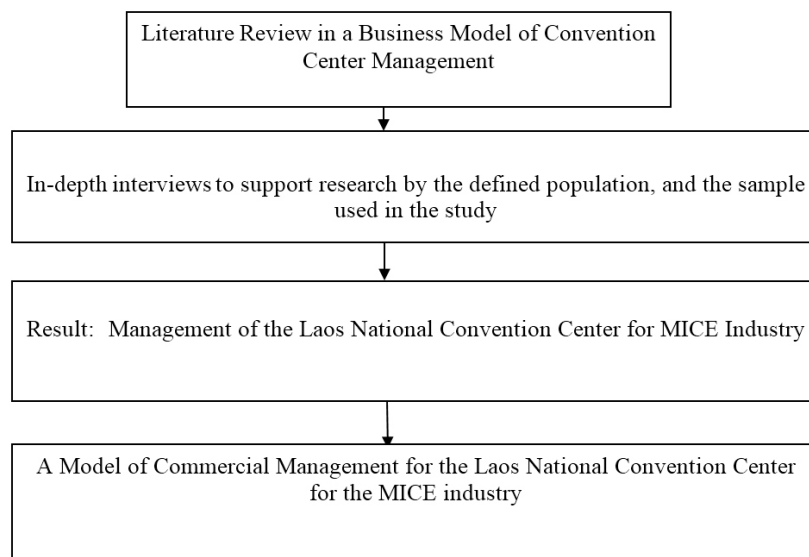 Literature Review in a Business Model of Convention
Center Management
In-depth interviews to support research by the defined population, and the sample
used in the study
Result: Management of the Laos National Convention Center for MICE Industry
A Model of Commercial Management for the Laos National Convention Center
for the MICE industry